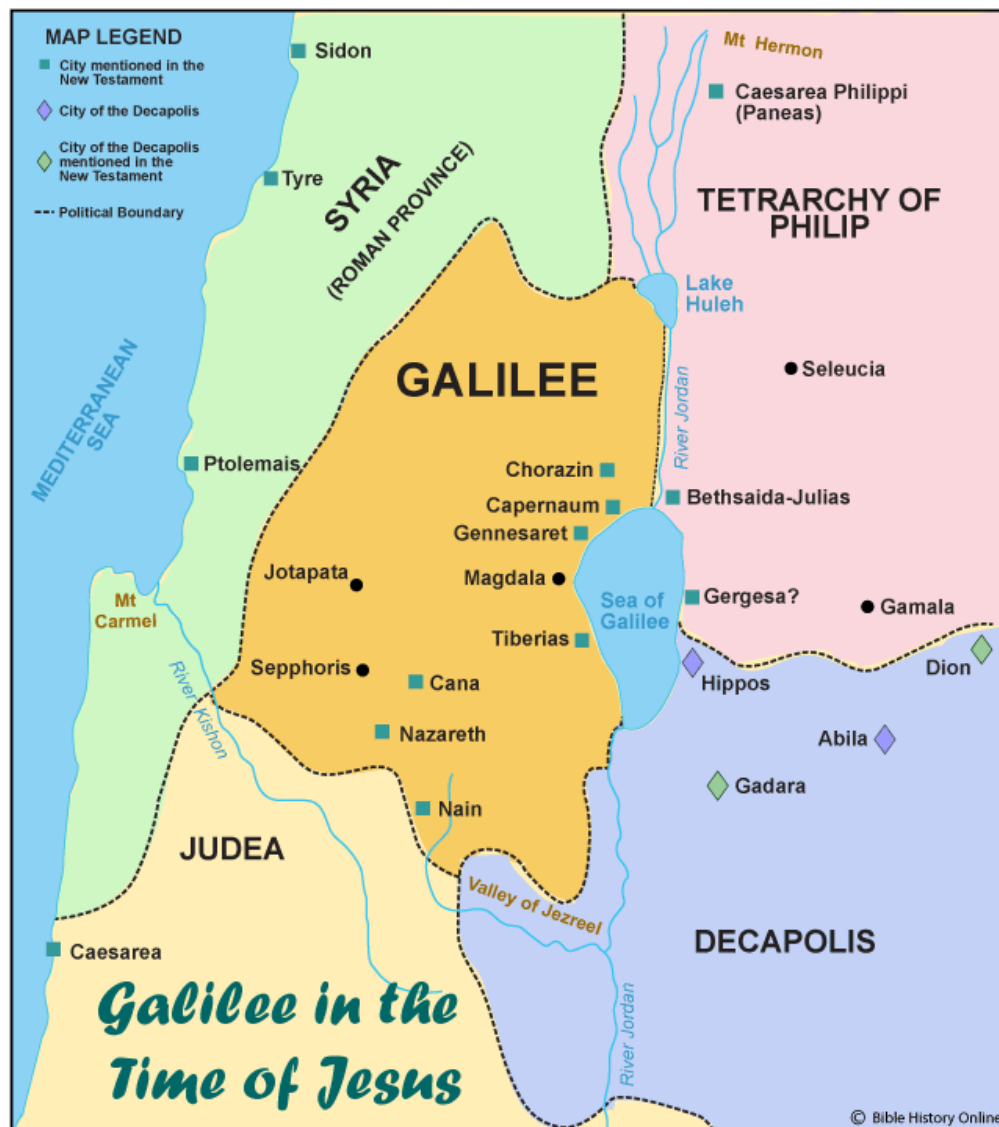 MAP LEGEND
City mentioned in the
New Testament
City of the Decapolis
City of the Decapolis
mentioned in the
New Testament
Political Boundary
Sidon
Mt Hermon
Caesarea Philippi
(Paneas)
Tyre
SYRIA
(ROMAN PROVINCE)
TETRARCHY OF
PHILIP
Lake
Huleh
MEDITERRANEAN
SEA
GALILEE
River Jordan
Seleucia
Ptolemais
Chorazin
Capernaum
Bethsaida-Julias
Gennesaret
Jotapata
Magdala
Mt
Carmel
Sea of
Galilee
Gergesa?
Gamala
Tiberias
Sepphoris
Cana
Hippos
Dion
River Kishon
Nazareth
Abila
Gadara
Nain
JUDEA
Valley of Jezreel
DECAPOLIS
Caesarea
Galilee in the
Time of Jesus
River Jordan
© Bible History Online